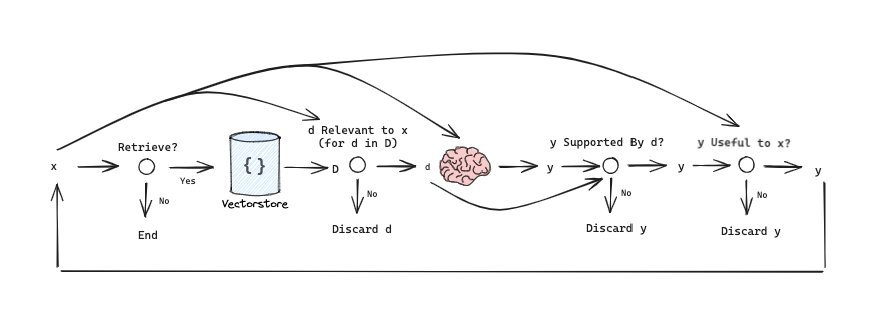 x
Retrieve?
Yes
No
End
{}
Vectorstore
D
d Relevant to x
(for d in D)
No
Discard d
d
y
y Supported By d?
No
Discard y
y
y Useful to x?
No
Discard y
y